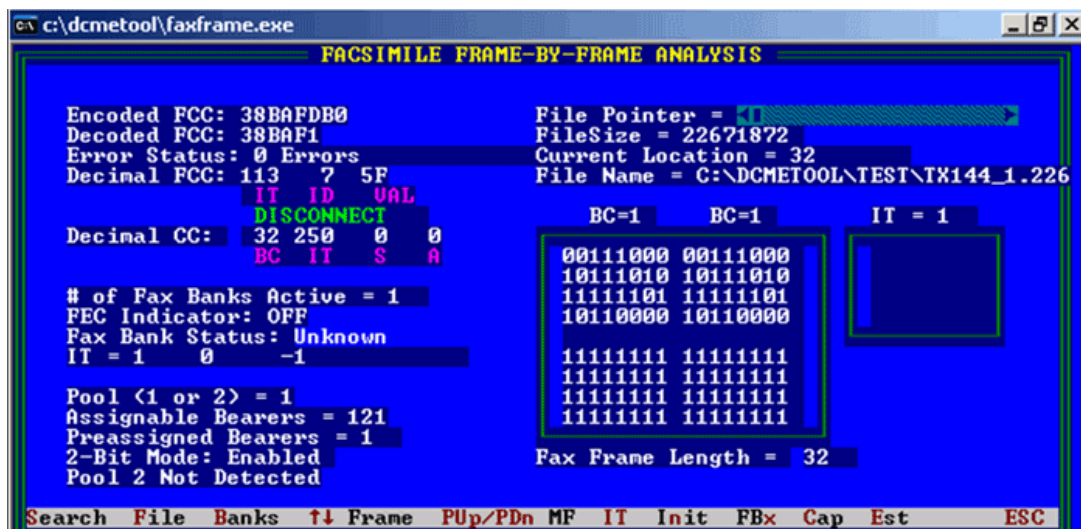 c:\dcmetool\faxframe.exe
FACSIMILE FRAME-BY-FRAME ANALYSIS
Encoded FCC: 38BAFDB0
Decoded FCC: 38BAF1
Error Status: 0 Errors
Decimal FCC: 113 7 5F
IT ID VAL
DISCONNECT
Decimal CC: 32 250 0 0
BC IT S A
# of Fax Banks Active = 1
FEC Indicator: OFF
Fax Bank Status: Unknown
IT = 1 0 -1
Pool (1 or 2) = 1
Assignable Bearers = 121
Preassigned Bearers = 1
2-Bit Mode: Enabled
Pool 2 Not Detected
File Pointer =
FileSize = 22671872
Current Location = 32
File Name = C:\DCMETOOL\TEST\TX144_1.226
BC=1 BC=1 IT = 1
00111000 00111000
10111010 10111010
11111101 11111101
10110000 10110000
11111111 11111111
11111111 11111111
11111111 11111111
11111111 11111111
Fax Frame Length = 32
Search File Banks ↑↓ Frame PUp/PDn MF IT Init FBx Cap Est ESC